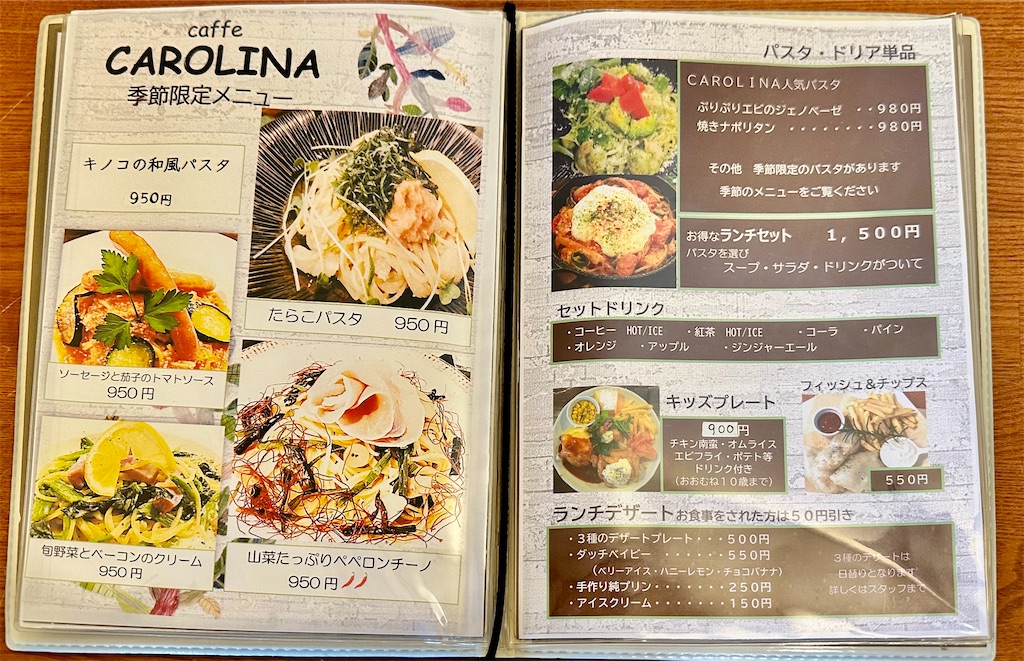 caffe
CAROLINA
季節限定メニュー
キノコの和風パスタ
950円
たらこパスタ 950円
ソーセージと茄子のトマトソース
950円
旬野菜とベーコンのクリーム
950円
山菜たっぷりペペロンチーノ
950円
パスタ・ドリア単品
CAROLINA人気パスタ
ぷりぷりエビのジェノベーゼ ・・980円
焼きナポリタン ・・・・・・・・980円
その他 季節限定のパスタがあります
季節のメニューをご覧ください
お得なランチセット 1,500円
パスタを選び
スープ・サラダ・ドリンクがついて
セットドリンク
・コーヒー HOT/ICE ・紅茶 HOT/ICE ・コーラ ・パイン
・オレンジ ・アップル ・ジンジャーエール
キッズプレート
900円
チキン南蛮・オムライス
エビフライ・ポテト等
ドリンク付き
(おおむね10歳まで)
フィッシュ&チップス
550円
ランチデザート お食事をされた方は50円引き
・3種のデザートプレート・・・500円
・ダッチベイビー ・・・・・・550円
(ベリーアイス・ハニーレモン・チョコバナナ)
・手作り純プリン・・・・・・・250円
・アイスクリーム・・・・・・・150円
3種のデザートは
日替りとなります
詳しくはスタッフまで